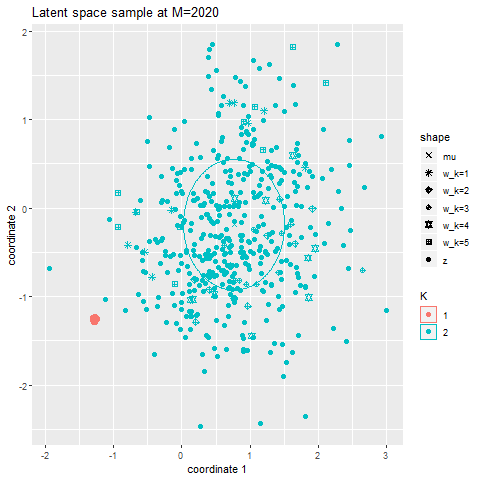 Latent space sample at M=2020
2
1
0
-1
-2
coordinate 2
-2
-1
0
1
2
3
coordinate 1
shape
mu
w_k=1
w_k=2
w_k=3
w_k=4
w_k=5
z
K
1
2